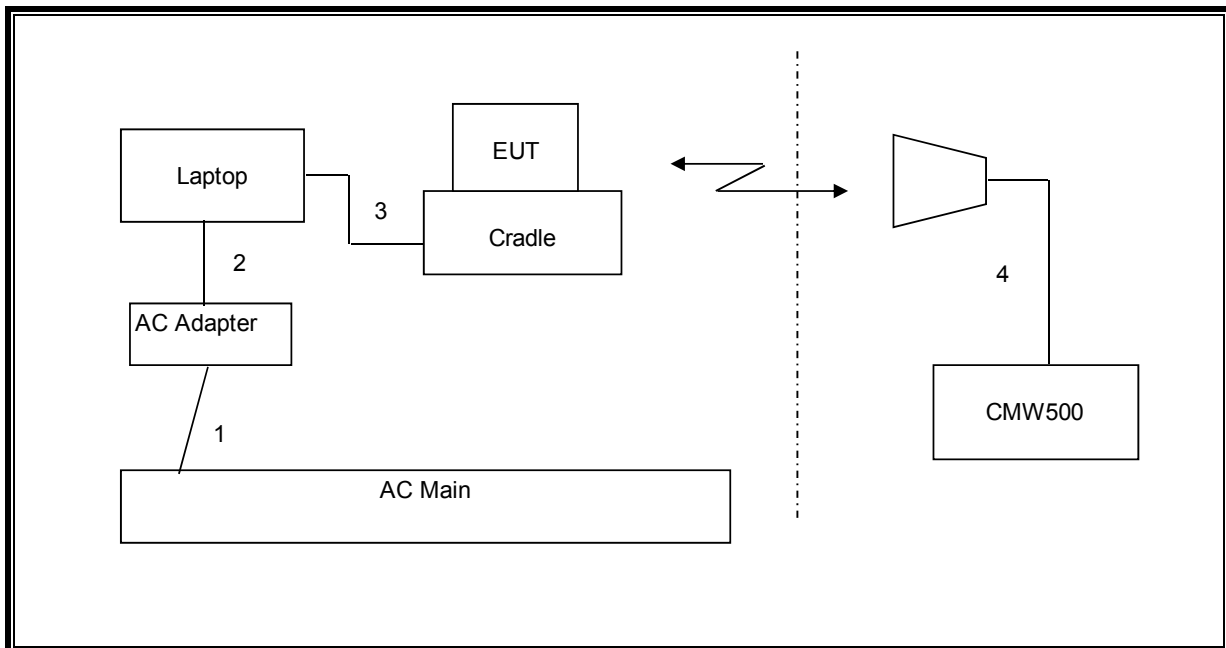 EUT
Laptop
3
Cradle
2
4
AC Adapter
CMW500
1
AC Main